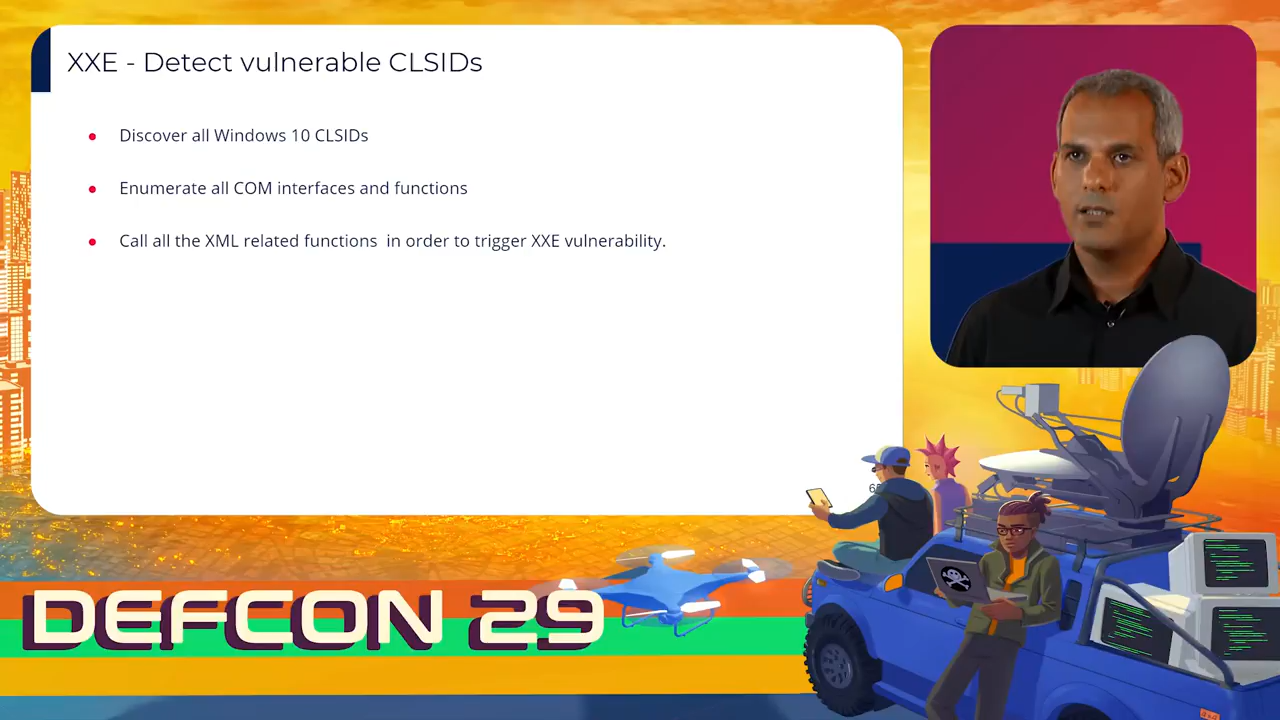 XXE - Detect vulnerable CLSIDs
Discover all Windows 10 CLSIDs
Enumerate all COM interfaces and functions
Call all the XML related functions in order to trigger XXE vulnerability.
DEFCON 29